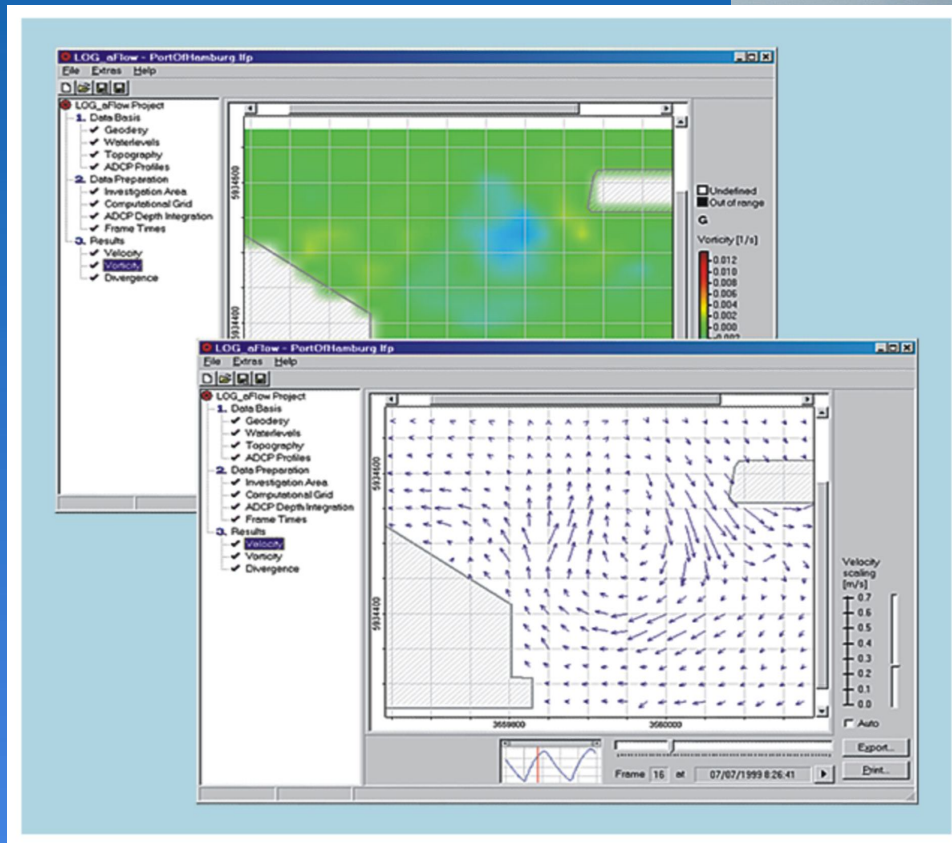 LOG_aFlow - PortOfHamburg.lfp
File Extras Help
LOG_aFlow Project
1. Data Basis
Geodesy
Waterlevels
Topography
ADCP Profiles
2. Data Preparation
Investigation Area
Computational Grid
ADCP Depth Integration
Frame Times
3. Results
Velocity
Vorticity
Divergence
5934600
5934400
Undefined
Out of range
G
Vorticity [1/s]
0.012
0.010
0.008
0.006
0.004
0.002
0.000
LOG_aFlow - PortOfHamburg.lfp
File Extras Help
LOG_aFlow Project
1. Data Basis
Geodesy
Waterlevels
Topography
ADCP Profiles
2. Data Preparation
Investigation Area
Computational Grid
ADCP Depth Integration
Frame Times
3. Results
Velocity
Vorticity
Divergence
5934600
5934400
3559800
3560000
Velocity
scaling
[m/s]
0.7
0.6
0.5
0.4
0.3
0.2
0.1
0.0
Auto
Export...
Print...
Frame 16 at 07/07/1999 8:26:41